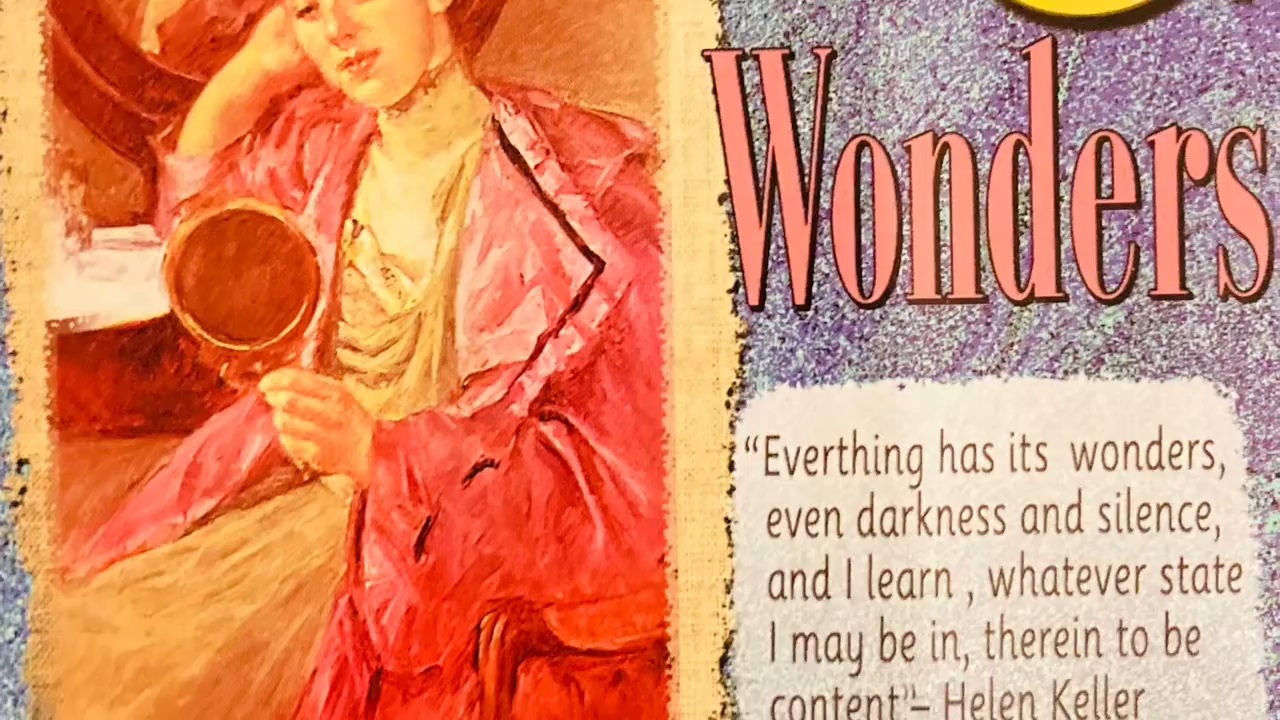 Wonders
“Everthing has its wonders,
even darkness and silence,
and I learn , whatever state
I may be in, therein to be
content”– Helen Keller